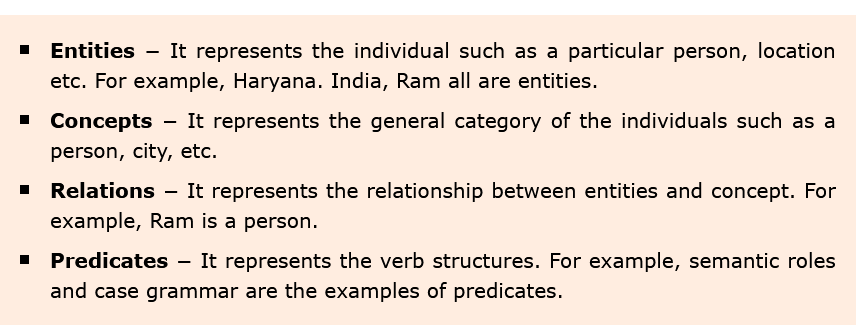 ▪ Entities − It represents the individual such as a particular person, location
etc. For example, Haryana. India, Ram all are entities.
▪ Concepts − It represents the general category of the individuals such as a
person, city, etc.
▪ Relations − It represents the relationship between entities and concept. For
example, Ram is a person.
▪ Predicates − It represents the verb structures. For example, semantic roles
and case grammar are the examples of predicates.